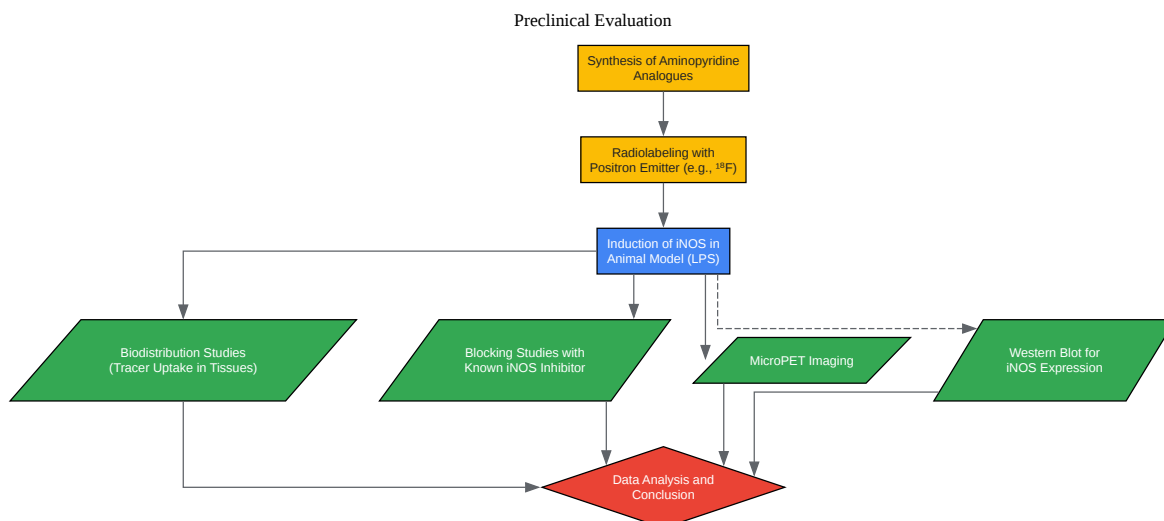 Preclinical Evaluation
Synthesis of Aminopyridine
Analogues
Radiolabeling with
Positron Emitter (e.g., ¹⁸F)
Induction of iNOS in
Animal Model (LPS)
Biodistribution Studies
(Tracer Uptake in Tissues)
Blocking Studies with
Known iNOS Inhibitor
MicroPET Imaging
Western Blot for
iNOS Expression
Data Analysis and
Conclusion